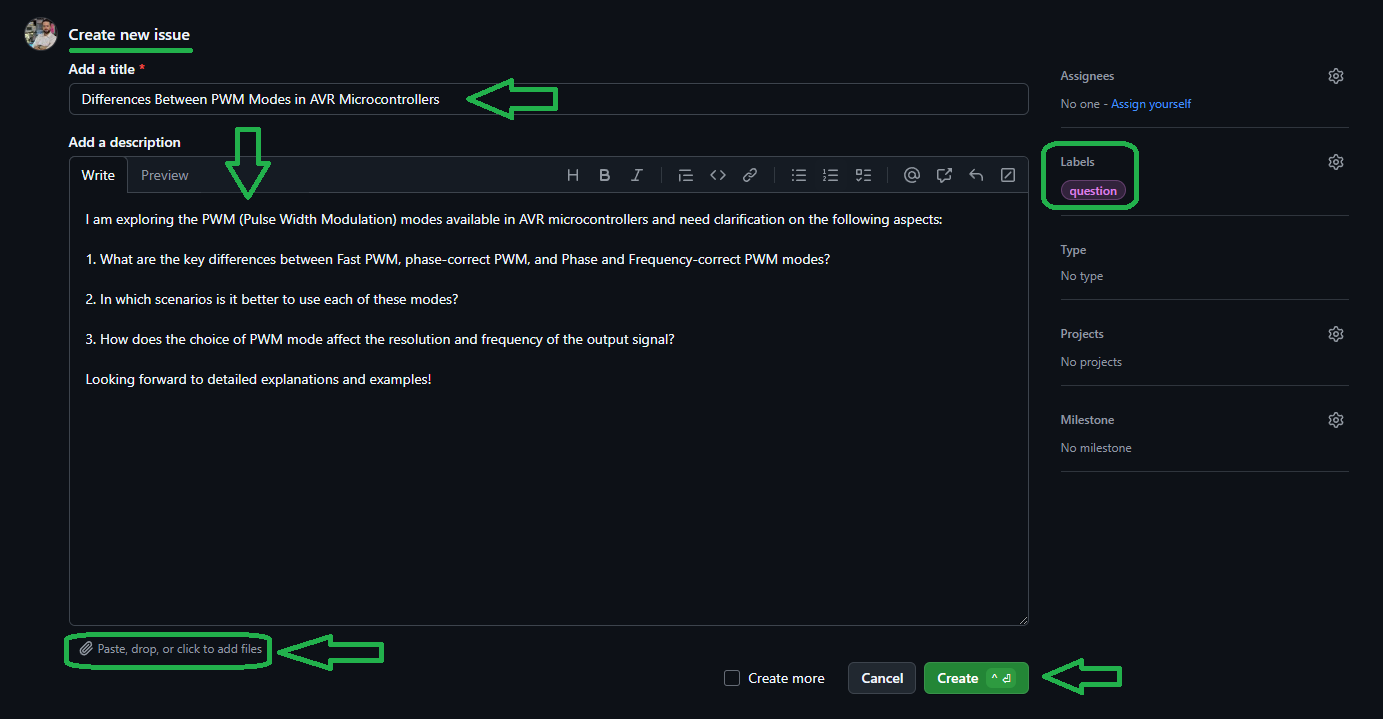 Create new issue
Add a title *
Differences Between PWM Modes in AVR Microcontrollers
Add a description
Write Preview
I am exploring the PWM (Pulse Width Modulation) modes available in AVR microcontrollers and need clarification on the following aspects:
1. What are the key differences between Fast PWM, phase-correct PWM, and Phase and Frequency-correct PWM modes?
2. In which scenarios is it better to use each of these modes?
3. How does the choice of PWM mode affect the resolution and frequency of the output signal?
Looking forward to detailed explanations and examples!
Paste, drop, or click to add files
Create more Cancel Create
Assignees
No one - Assign yourself
Labels
question
Type
No type
Projects
No projects
Milestone
No milestone